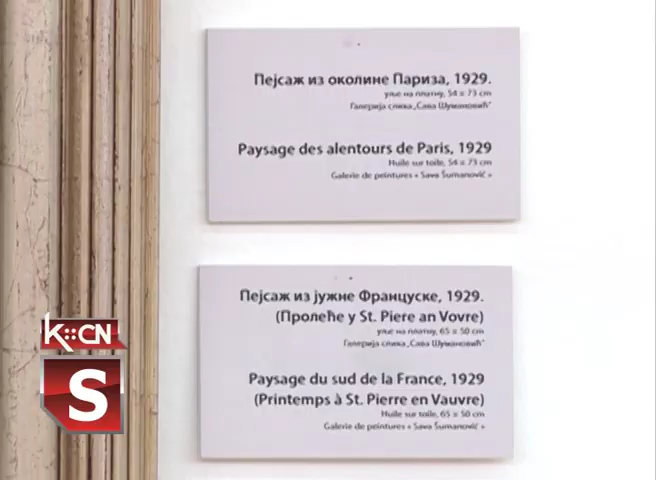 Пејсаж из околине Париза, 1929.
уље на платну, 54 x 73 cm
Галерија слика „Сава Шумановић“
Paysage des alentours de Paris, 1929
Huile sur toile, 54 x 73 cm
Galerie de peintures « Sava Šumanović »
Пејсаж из јужне Француске, 1929.
(Пролеће у St. Piere an Vovre)
уље на платну, 65 x 50 cm
Галерија слика „Сава Шумановић“
Paysage du sud de la France, 1929
(Printemps à St. Pierre en Vauvre)
Huile sur toile, 65 x 50 cm
Galerie de peintures « Sava Šumanović »
K::CN
S